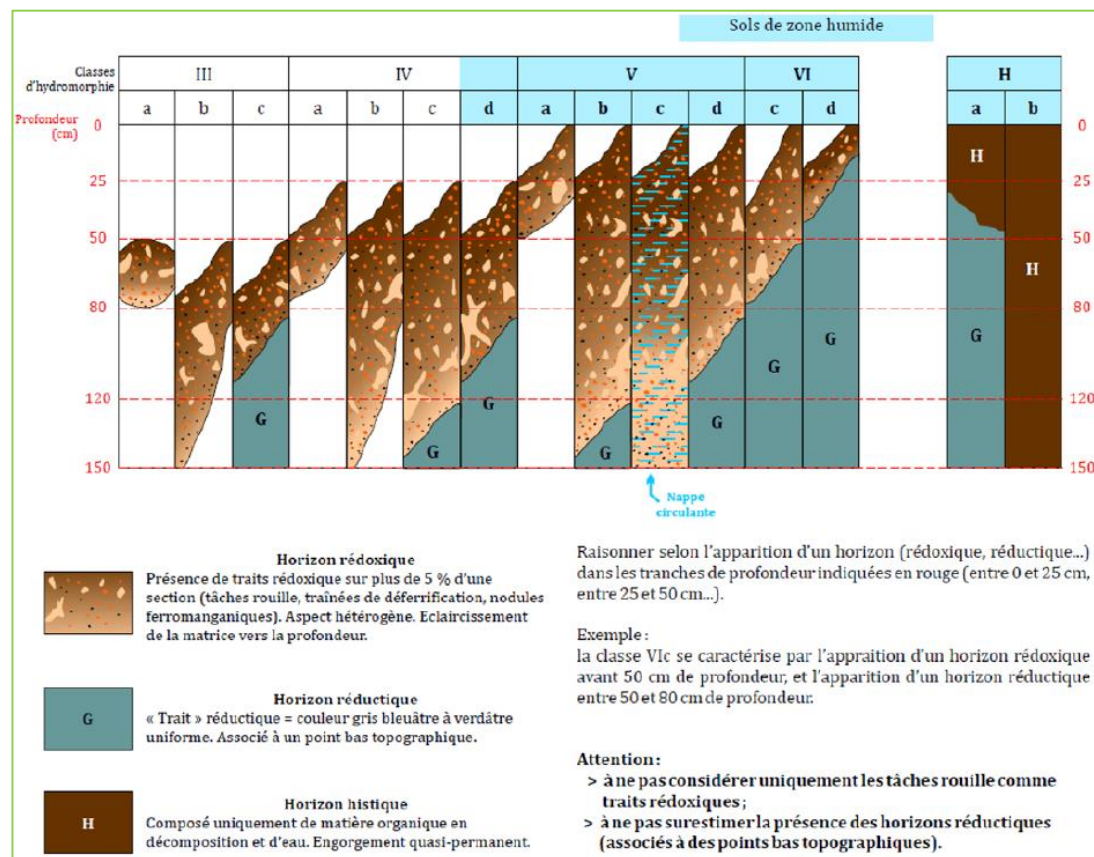 Sols de zone humide
Classes d'hydromorphie III IV V VI H
a b c a b c d a b c d c d a b
Profondeur (cm)
0 0
H
25 25
50 50
H
80 80
G
G
G
G
120 120
G
G
G
G
150 150
Nappe circulante
Horizon rédoxique
Présence de traits rédoxique sur plus de 5 % d'une
section (tâches rouille, traînées de déferrification, nodules
ferromanganiques). Aspect hétérogène. Eclaircissement
de la matrice vers la profondeur.
G
Horizon réductique
« Trait » réductique = couleur gris bleuâtre à verdâtre
uniforme. Associé à un point bas topographique.
H
Horizon histique
Composé uniquement de matière organique en
décomposition et d'eau. Engorgement quasi-permanent.
Raisonner selon l'apparition d'un horizon (rédoxique, réductique...)
dans les tranches de profondeur indiquées en rouge (entre 0 et 25 cm,
entre 25 et 50 cm...).
Exemple :
la classe VIc se caractérise par l'appraition d'un horizon rédoxique
avant 50 cm de profondeur, et l'apparition d'un horizon réductique
entre 50 et 80 cm de profondeur.
Attention :
> à ne pas considérer uniquement les tâches rouille comme
traits rédoxiques ;
> à ne pas surestimer la présence des horizons réductiques
(associés à des points bas topographiques).